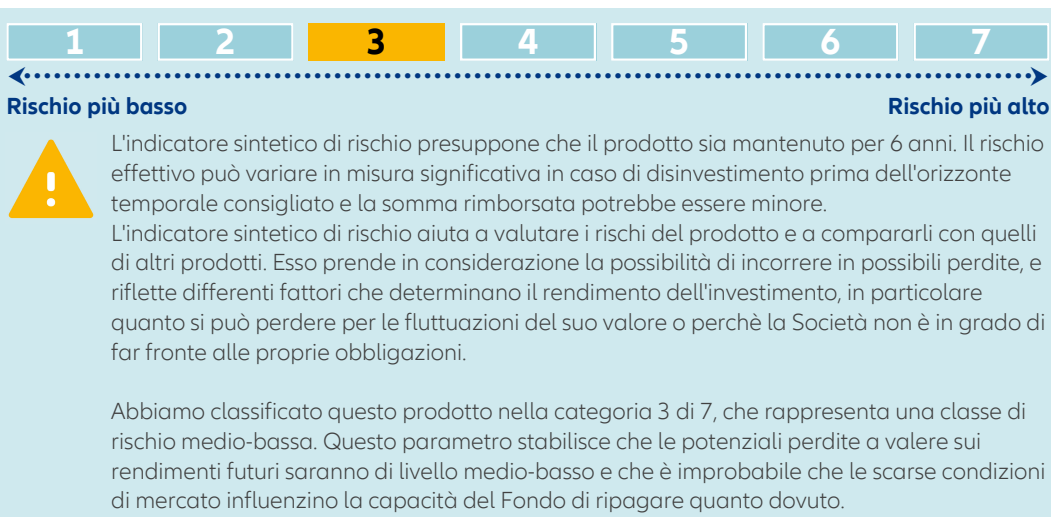 1 2 3 4 5 6 7
Rischio più basso Rischio più alto
L'indicatore sintetico di rischio presuppone che il prodotto sia mantenuto per 6 anni. Il rischio
effettivo può variare in misura significativa in caso di disinvestimento prima dell'orizzonte
temporale consigliato e la somma rimborsata potrebbe essere minore.
L'indicatore sintetico di rischio aiuta a valutare i rischi del prodotto e a compararli con quelli
di altri prodotti. Esso prende in considerazione la possibilità di incorrere in possibili perdite, e
riflette differenti fattori che determinano il rendimento dell'investimento, in particolare
quanto si può perdere per le fluttuazioni del suo valore o perchè la Società non è in grado di
far fronte alle proprie obbligazioni.
Abbiamo classificato questo prodotto nella categoria 3 di 7, che rappresenta una classe di
rischio medio-bassa. Questo parametro stabilisce che le potenziali perdite a valere sui
rendimenti futuri saranno di livello medio-basso e che è improbabile che le scarse condizioni
di mercato influenzino la capacità del Fondo di ripagare quanto dovuto.